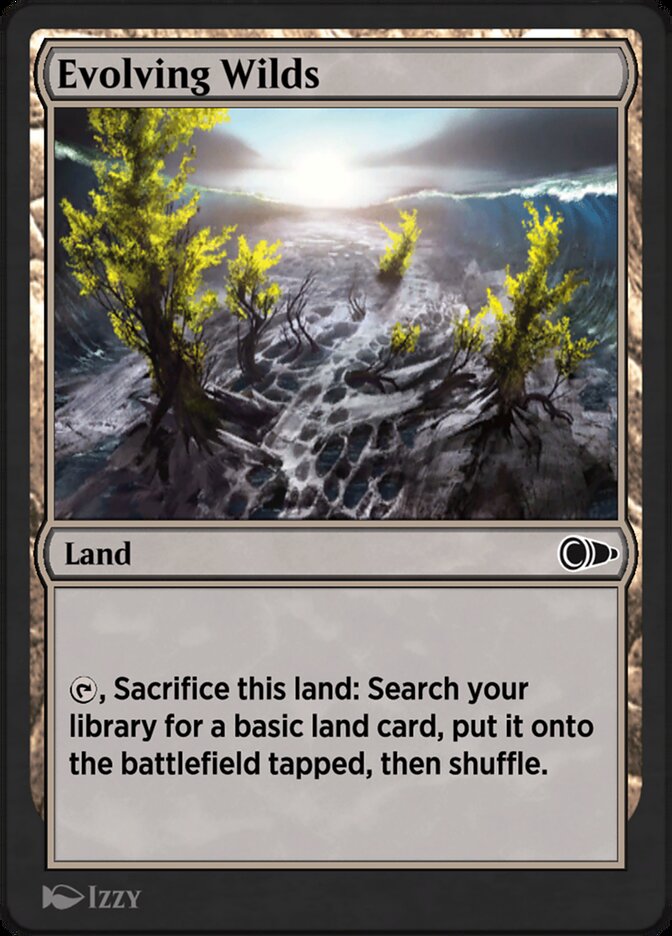 Evolving Wilds
Land
, Sacrifice this land: Search your
library for a basic land card, put it onto
the battlefield tapped, then shuffle.
Izzy